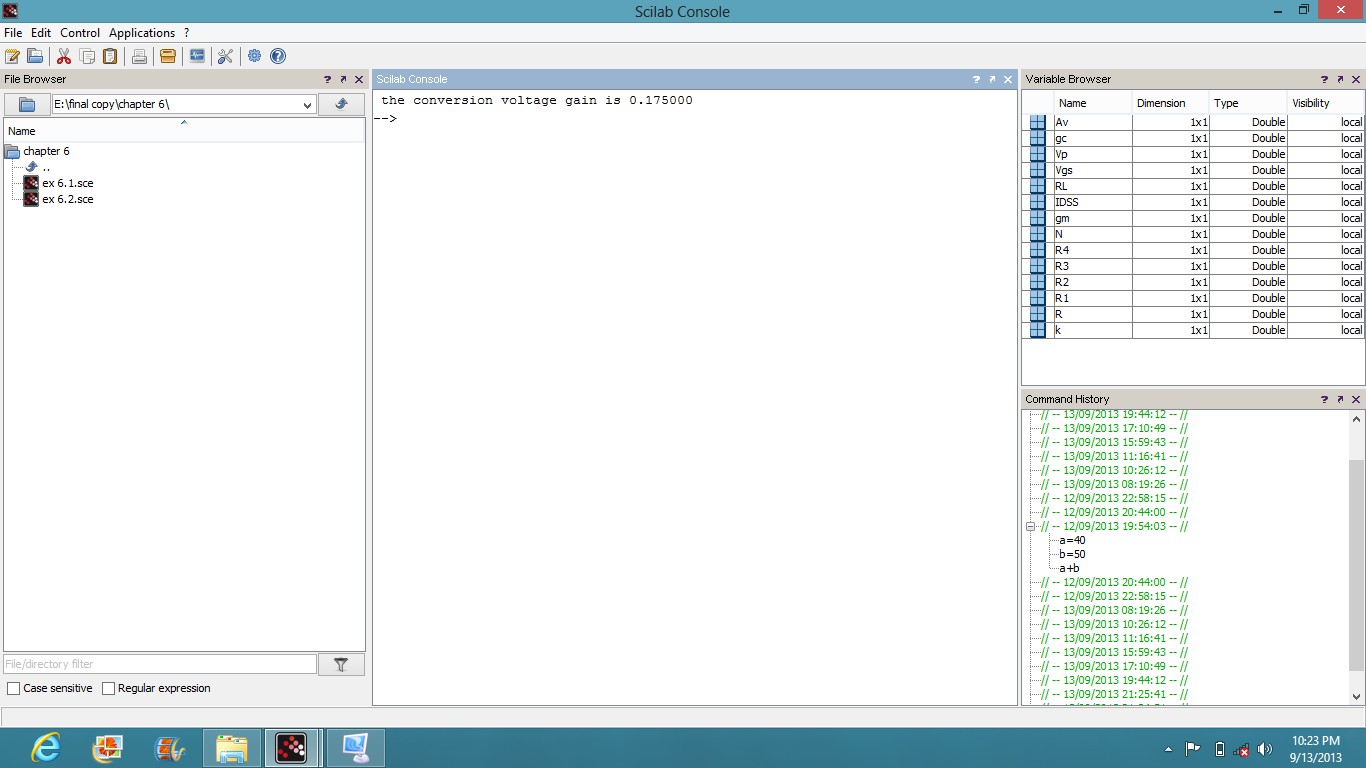 Scilab Console
File Edit Control Applications ?
File Browser
E:\final copy\chapter 6\
Name
chapter 6
..
ex 6.1.sce
ex 6.2.sce
File/directory filter
Case sensitive Regular expression
Scilab Console
the conversion voltage gain is 0.175000
-->
Variable Browser
Name Dimension Type Visibility
Av 1x1 Double local
gc 1x1 Double local
Vp 1x1 Double local
Vgs 1x1 Double local
RL 1x1 Double local
IDSS 1x1 Double local
gm 1x1 Double local
N 1x1 Double local
R4 1x1 Double local
R3 1x1 Double local
R2 1x1 Double local
R1 1x1 Double local
R 1x1 Double local
k 1x1 Double local
Command History
// -- 13/09/2013 19:44:12 -- //
// -- 13/09/2013 17:10:49 -- //
// -- 13/09/2013 15:59:43 -- //
// -- 13/09/2013 11:16:41 -- //
// -- 13/09/2013 10:26:12 -- //
// -- 13/09/2013 08:19:26 -- //
// -- 12/09/2013 22:58:15 -- //
// -- 12/09/2013 20:44:00 -- //
// -- 12/09/2013 19:54:03 -- //
a=40
b=50
a+b
// -- 12/09/2013 20:44:00 -- //
// -- 12/09/2013 22:58:15 -- //
// -- 13/09/2013 08:19:26 -- //
// -- 13/09/2013 10:26:12 -- //
// -- 13/09/2013 11:16:41 -- //
// -- 13/09/2013 15:59:43 -- //
// -- 13/09/2013 17:10:49 -- //
// -- 13/09/2013 19:44:12 -- //
// -- 13/09/2013 21:25:41 -- //
10:23 PM
9/13/2013